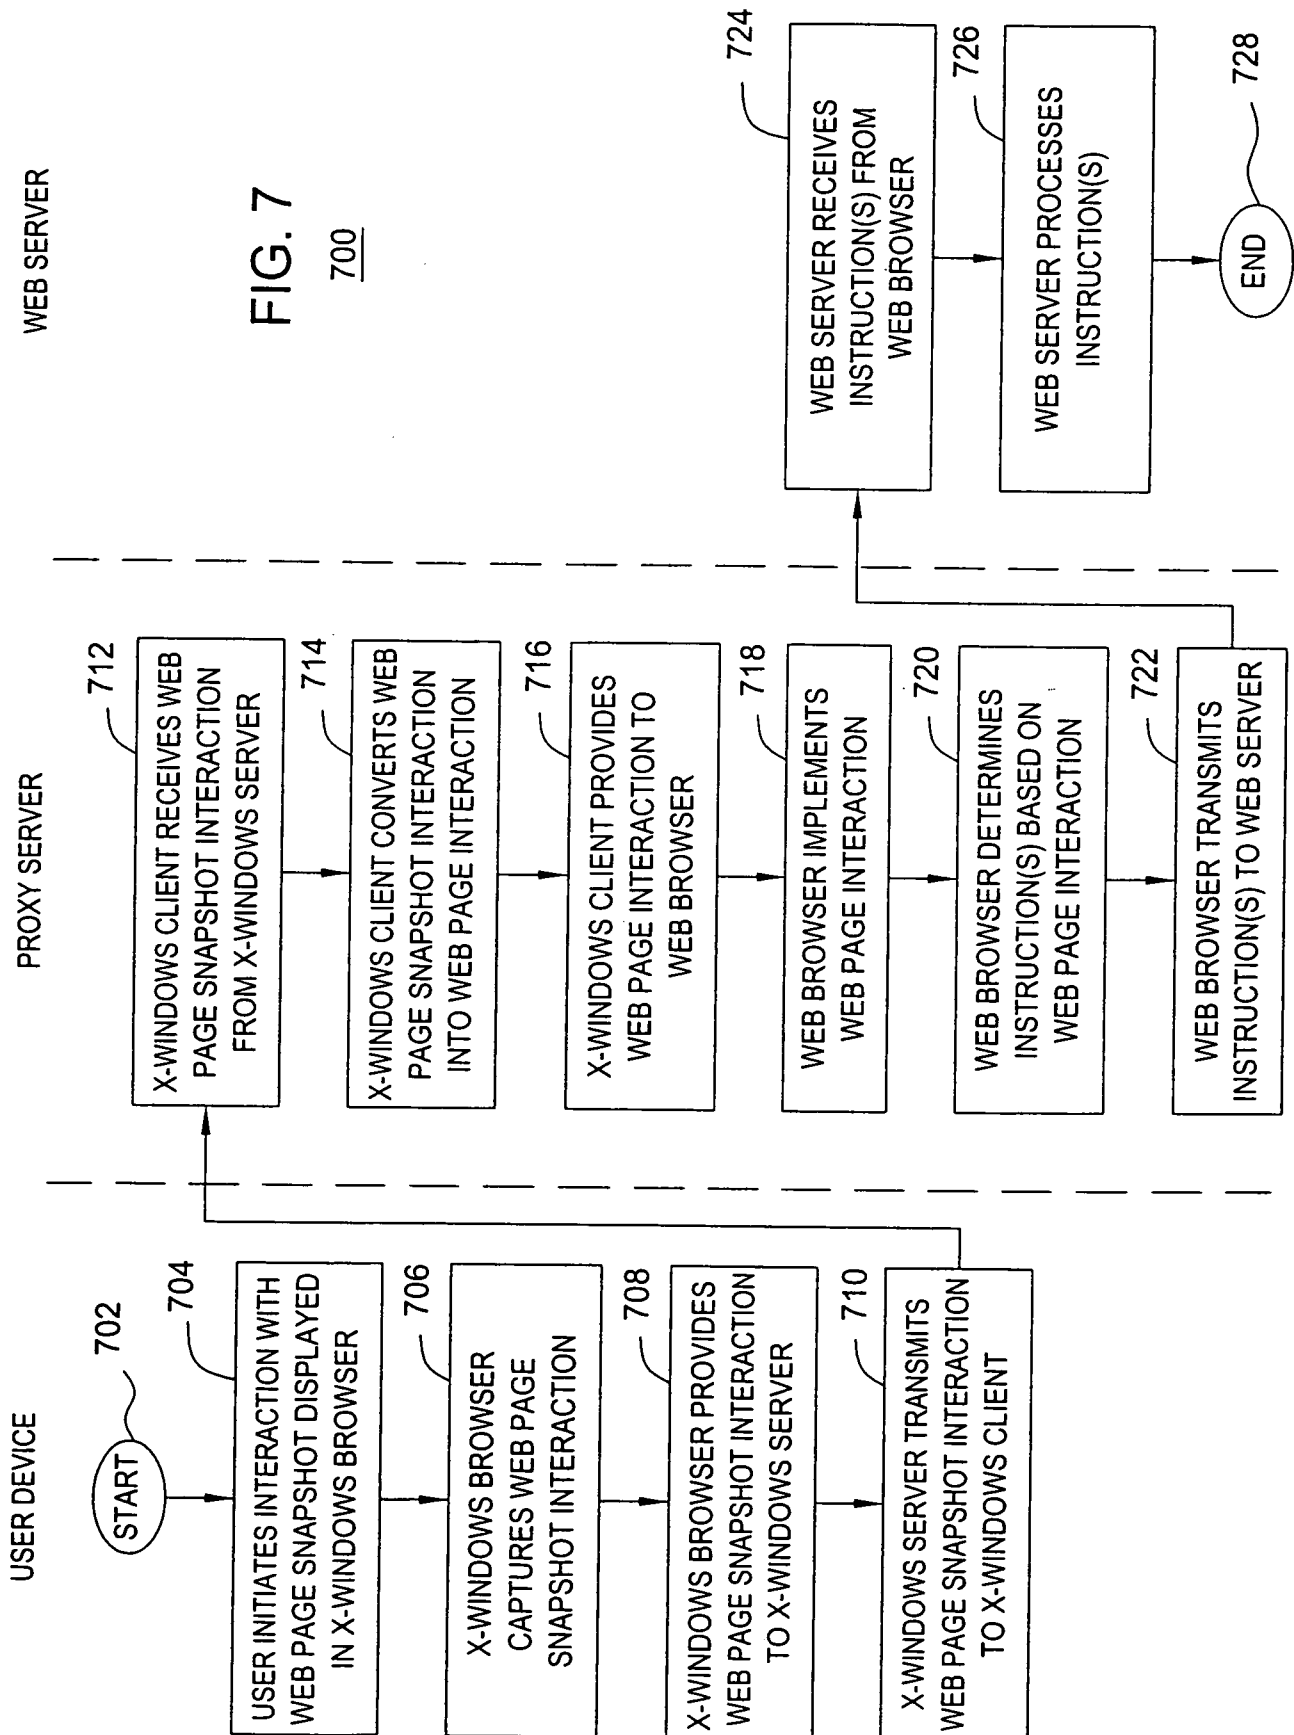 USER DEVICE
START
702
704
USER INITIATES INTERACTION WITH
WEB PAGE SNAPSHOT DISPLAYED
IN X-WINDOWS BROWSER
706
X-WINDOWS BROWSER
CAPTURES WEB PAGE
SNAPSHOT INTERACTION
708
X-WINDOWS BROWSER PROVIDES
WEB PAGE SNAPSHOT INTERACTION
TO X-WINDOWS SERVER
710
X-WINDOWS SERVER TRANSMITS
WEB PAGE SNAPSHOT INTERACTION
TO X-WINDOWS CLIENT
PROXY SERVER
712
X-WINDOWS CLIENT RECEIVES WEB
PAGE SNAPSHOT INTERACTION
FROM X-WINDOWS SERVER
714
X-WINDOWS CLIENT CONVERTS WEB
PAGE SNAPSHOT INTERACTION
INTO WEB PAGE INTERACTION
716
X-WINDOWS CLIENT PROVIDES
WEB PAGE INTERACTION TO
WEB BROWSER
718
WEB BROWSER IMPLEMENTS
WEB PAGE INTERACTION
720
WEB BROWSER DETERMINES
INSTRUCTION(S) BASED ON
WEB PAGE INTERACTION
722
WEB BROWSER TRANSMITS
INSTRUCTION(S) TO WEB SERVER
WEB SERVER
FIG. 7
700
724
WEB SERVER RECEIVES
INSTRUCTION(S) FROM
WEB BROWSER
726
WEB SERVER PROCESSES
INSTRUCTION(S)
728
END